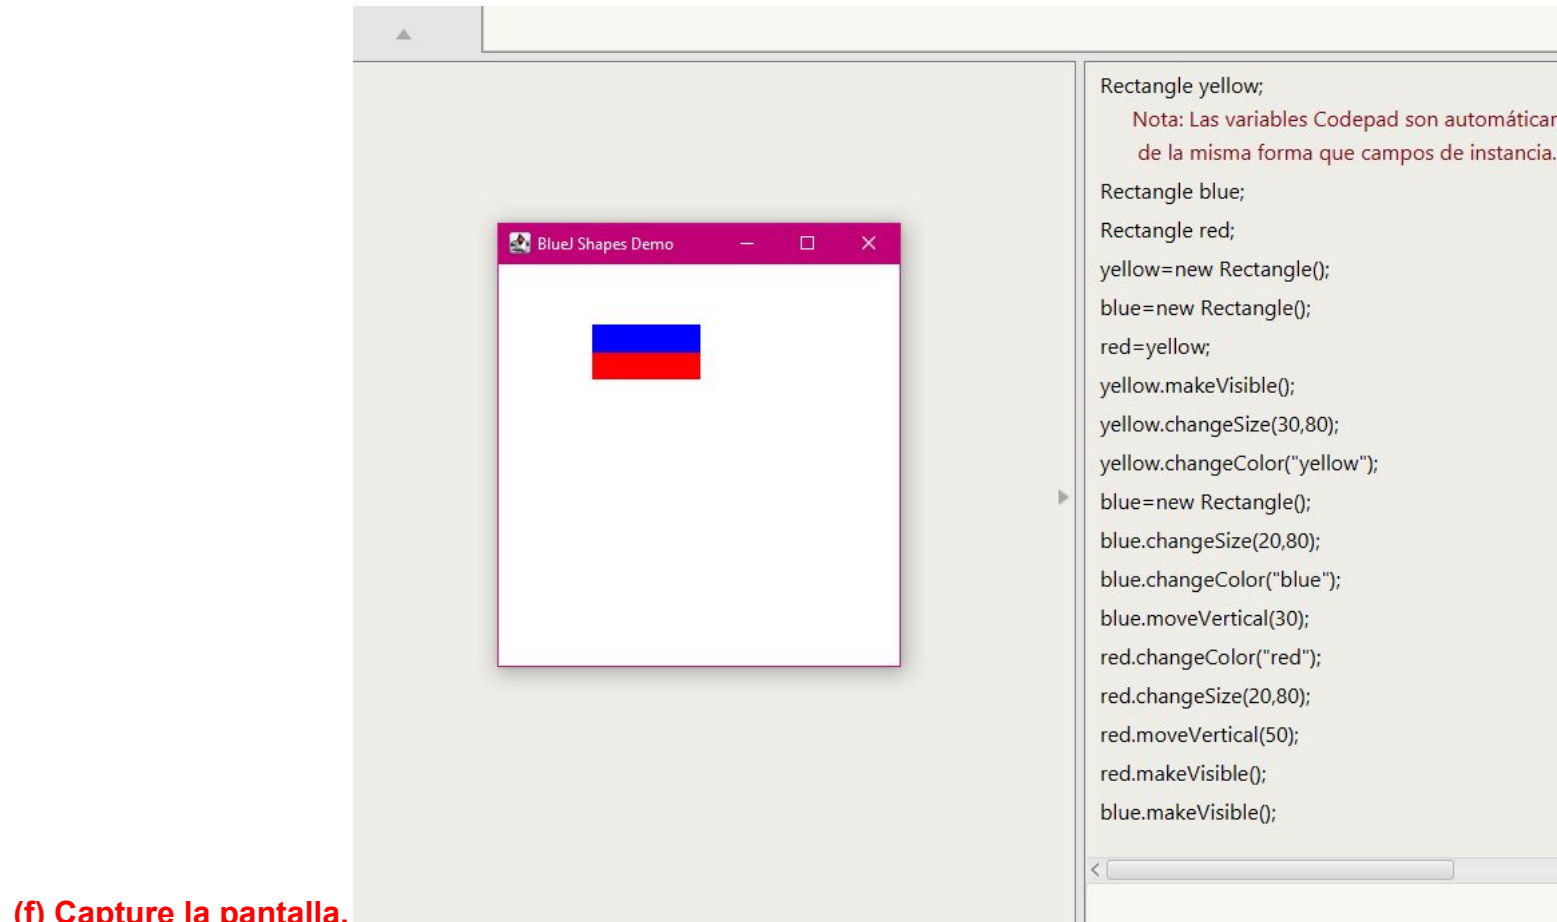 Rectangle yellow;
Nota: Las variables Codepad son
de la misma forma que campos de instancia.
Rectangle blue;
Rectangle red;
yellow=new Rectangle();
blue=new Rectangle();
red=yellow;
yellow.makeVisible();
yellow.changeSize(30,80);
yellow.changeColor("yellow");
blue=new Rectangle();
blue.changeSize(20,80);
blue.changeColor("blue");
blue.moveVertical(30);
red.changeColor("red");
red.changeSize(20,80);
red.moveVertical(50);
red.makeVisible();
blue.makeVisible();
BlueJ Shapes Demo
(f) Capture la pantalla.